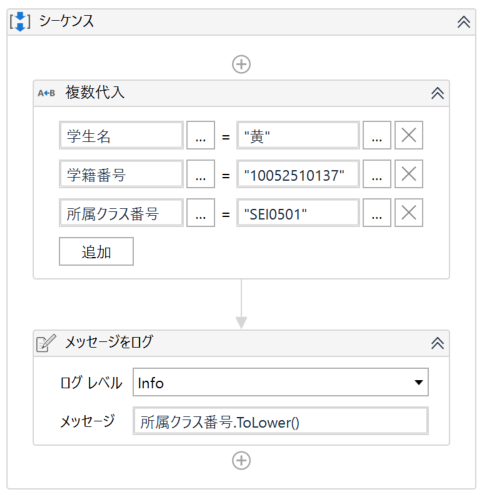 シーケンス
A+B 複数代入
学生名 ... = "黄" ...
学籍番号 ... = "10052510137" ...
所属クラス番号 ... = "SEI0501" ...
追加
メッセージをログ
ログ レベル Info
メッセージ 所属クラス番号.ToLower()